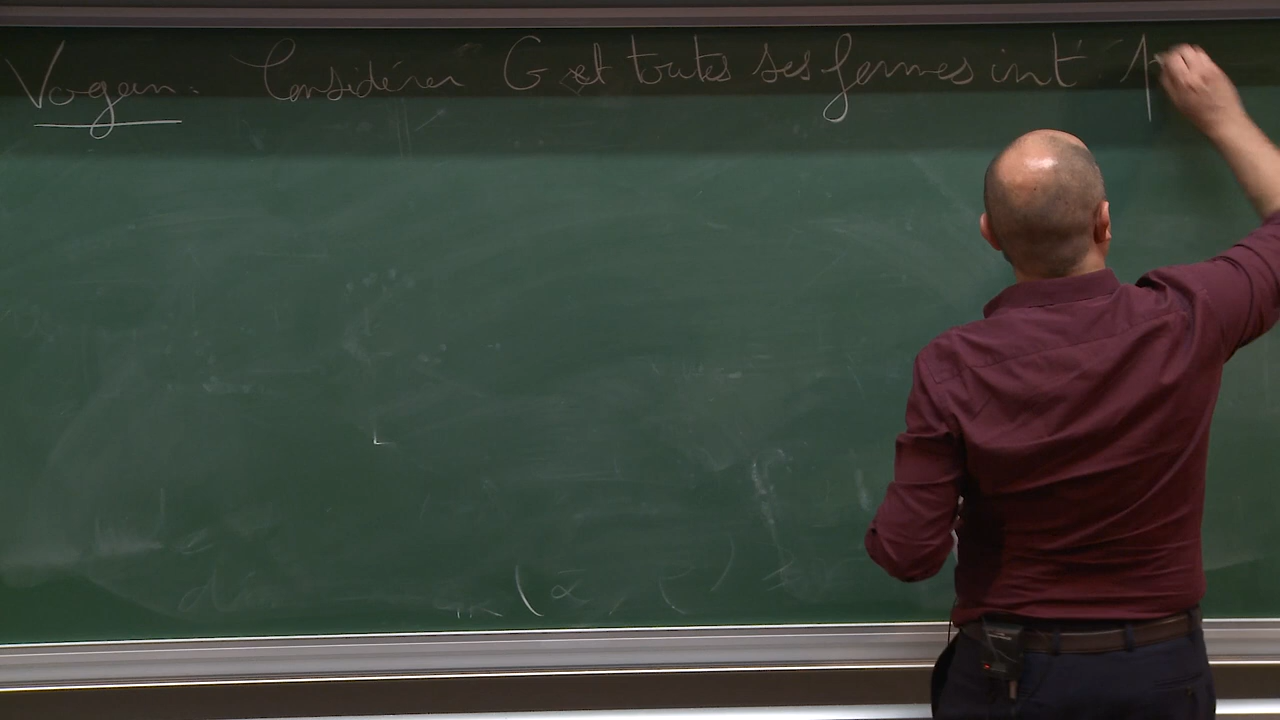 Vogan: Considérer G et toutes ses formes int
(